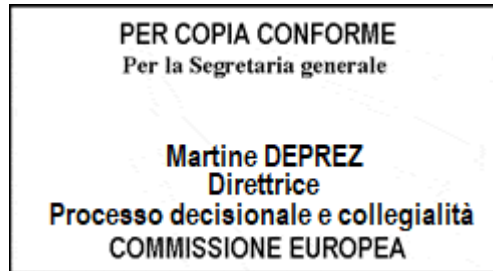 PER COPIA CONFORME
Per la Segretaria generale
Martine DEPREZ
Direttrice
Processo decisionale e collegialità
COMMISSIONE EUROPEA